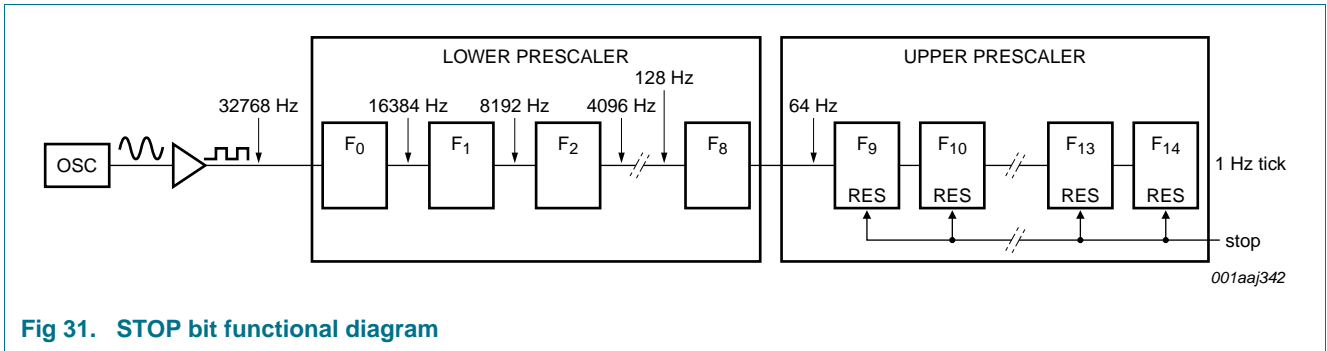 LOWER PRESCALER
UPPER PRESCALER
128 Hz
32768 Hz
16384 Hz
8192 Hz
4096 Hz
64 Hz
OSC
F0
F1
F2
F8
F9
F10
F13
F14
1 Hz tick
RES
RES
RES
RES
stop
001aaj342
Fig 31. STOP bit functional diagram